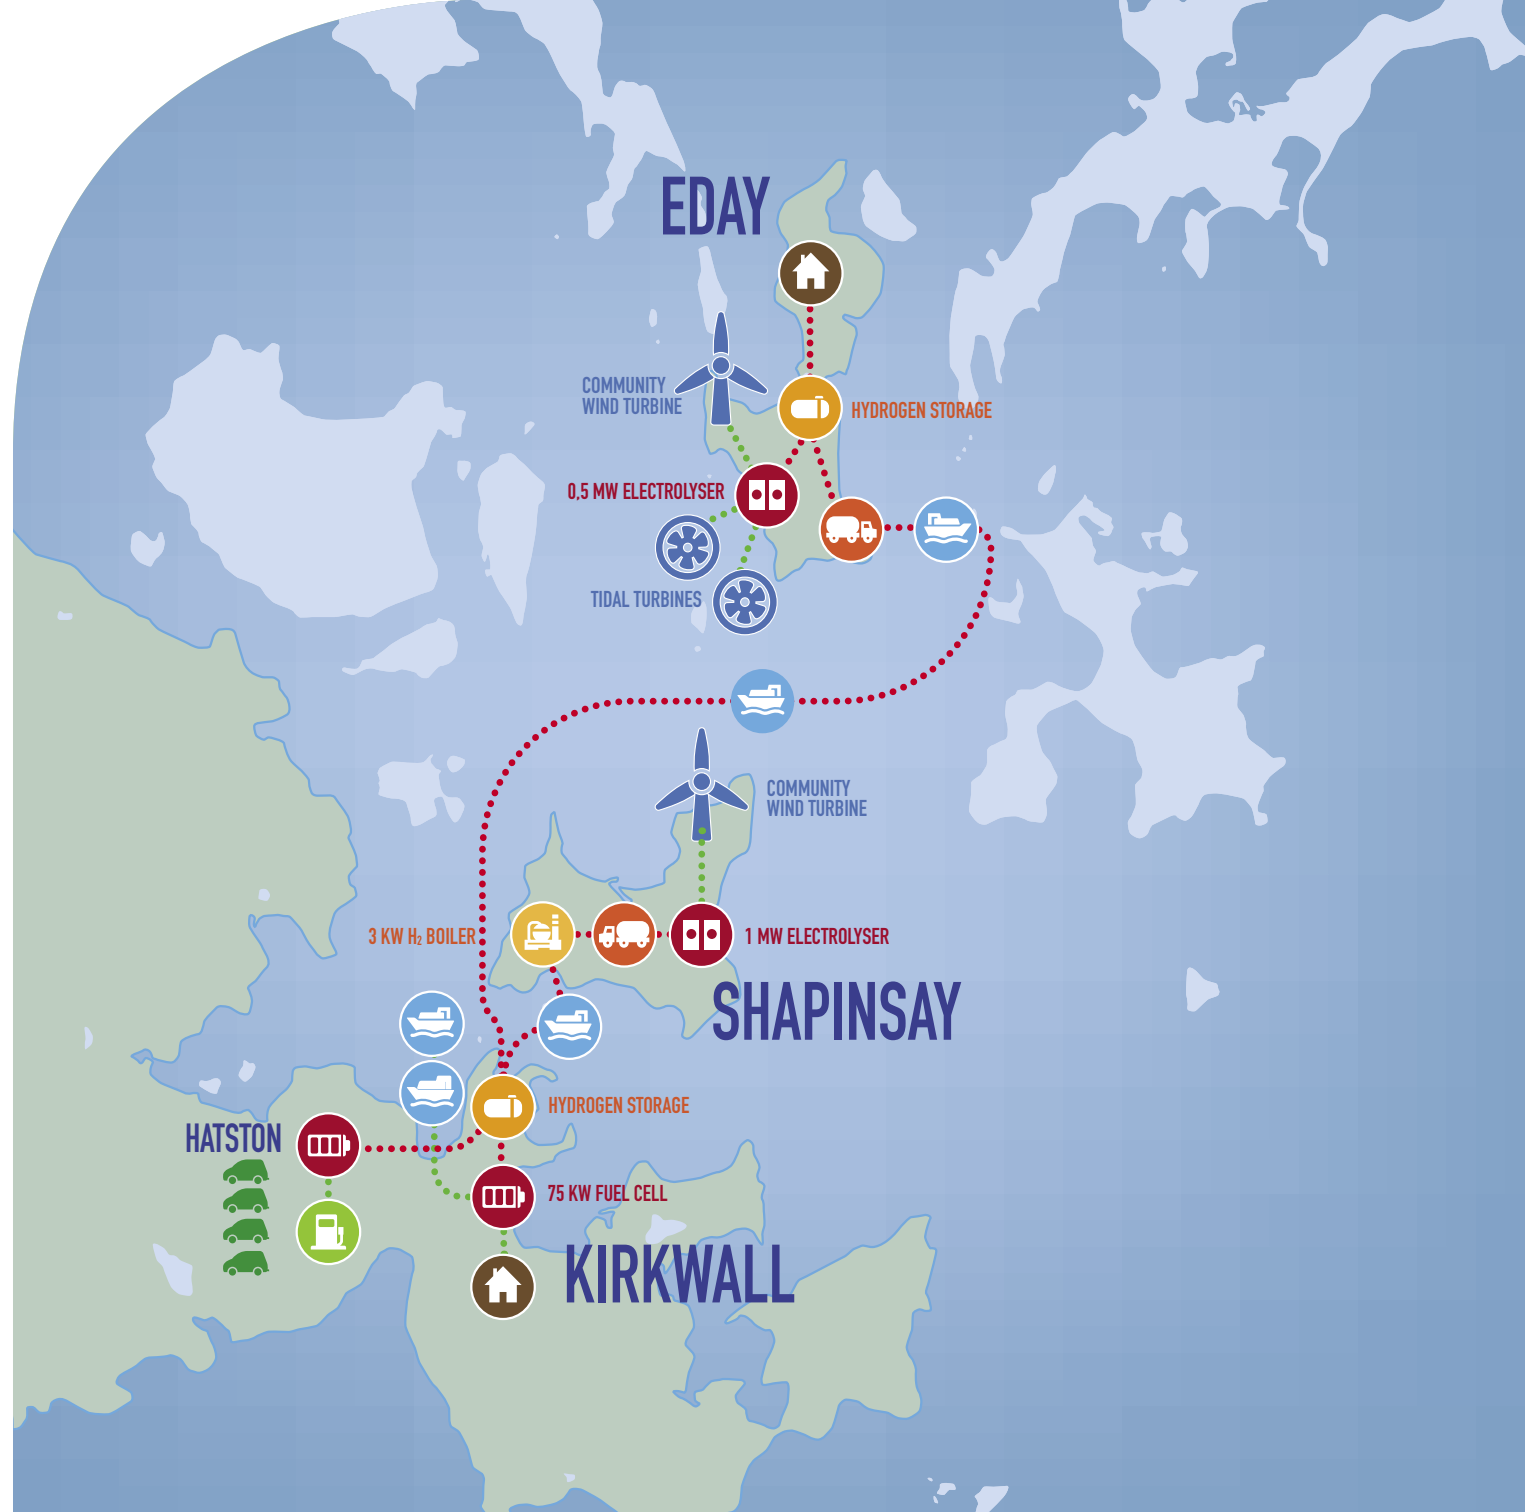 EDAY
COMMUNITY
WIND TURBINE
HYDROGEN STORAGE
0,5 MW ELECTROLYSER
TIDAL TURBINES
COMMUNITY
WIND TURBINE
3 KW H₂ BOILER
1 MW ELECTROLYSER
SHAPINSAY
HYDROGEN STORAGE
HATSTON
75 KW FUEL CELL
KIRKWALL